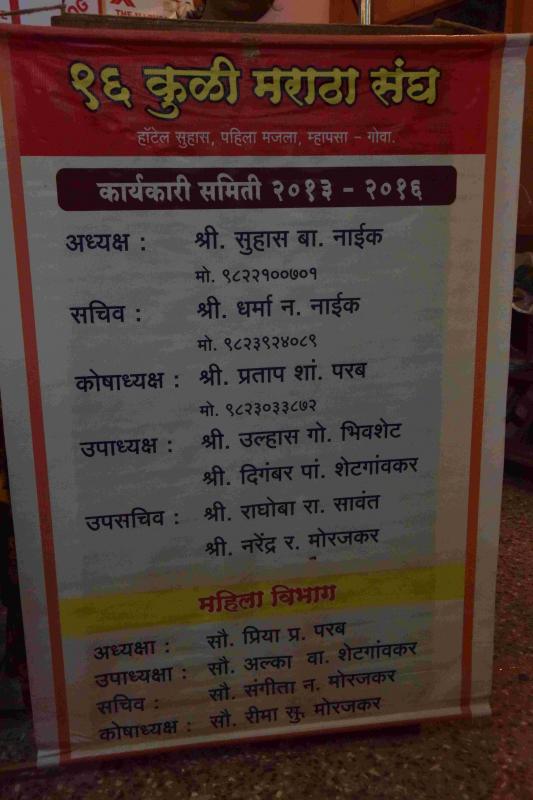 ९६ कुळी मराठा संघ
हॉटेल सुहास, पहिला मजला, म्हापसा - गोवा.
कार्यकारी समिती २०१३ - २०१६
अध्यक्ष : श्री. सुहास बा. नाईक
मो. ९८२२१००७०१
सचिव : श्री. धर्मा न. नाईक
मो. ९८२३९२४०८९
कोषाध्यक्ष : श्री. प्रताप शां. परब
मो. ९८२३०३३८७२
उपाध्यक्ष : श्री. उल्हास गो. भिवशेट
श्री. दिगंबर पां. शेटगांवकर
उपसचिव : श्री. राघोबा रा. सावंत
श्री. नरेंद्र र. मोरजकर
महिला विभाग
अध्यक्षा : सौ. प्रिया प्र. परब
उपाध्यक्षा : सौ. अल्का वा. शेटगांवकर
सचिव : सौ. संगीता न. मोरजकर
कोषाध्यक्ष : सौ. रीमा सु. मोरजकर